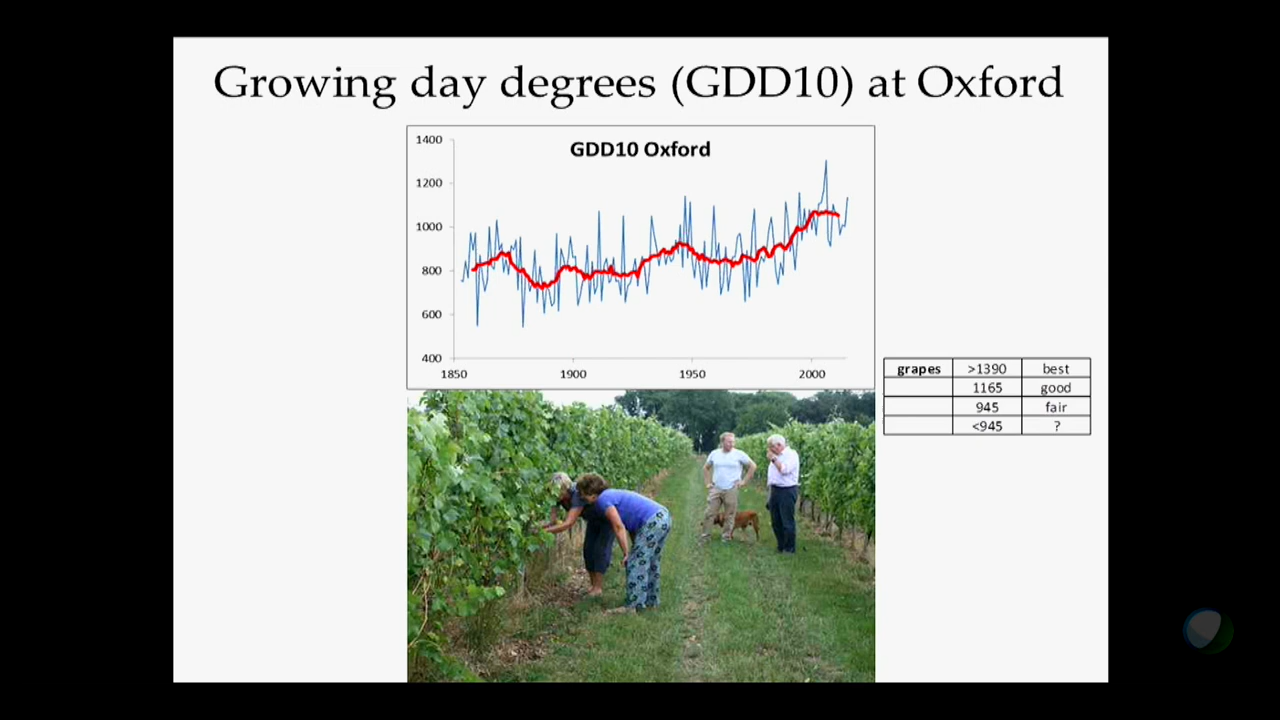 Growing day degrees (GDD10) at Oxford
GDD10 Oxford
1400
1200
1000
800
600
400
1850 1900 1950 2000
grapes >1390 best
1165 good
945 fair
<945 ?